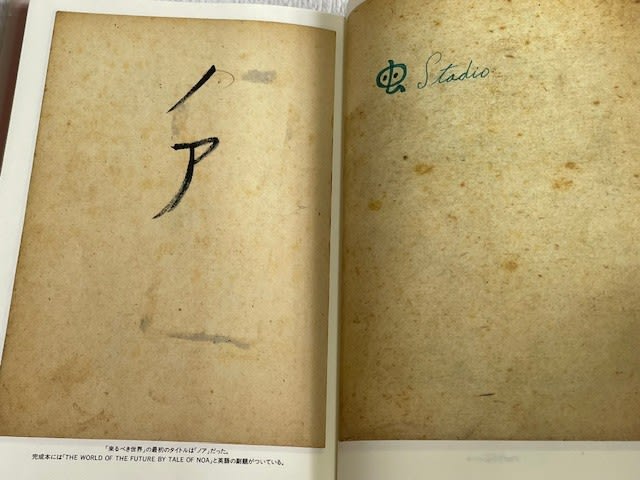 ノア
「来るべき世界」の最初のタイトルは「ノア」だった。
完成本には「THE WORLD OF THE FUTURE BY TALE OF NOA」と英語の副題がついている。
虫 Studio